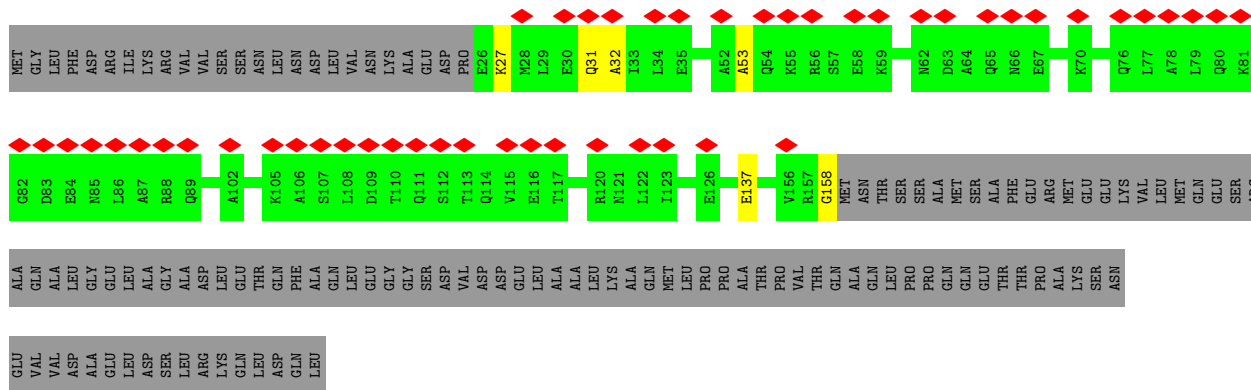 MET GLY LEU PHE ASP ARG ILE LYS ARG VAL VAL SER SER ASN LEU ASN ASP LEU VAL ASN LYS ALA GLU ASP PRO E26 K27 M28 L29 E30 Q31 A32 I33 L34 E35 A52 A53 Q54 K55 R56 S57 E58 K59 N62 D63 A64 Q65 N66 E67 K70 Q76 L77 A78 L79 Q80 K81
G82 D83 E84 N85 L86 A87 R88 Q89 A102 K105 A106 S107 L108 D109 T110 Q111 S112 T113 Q114 V115 E116 T117 R120 N121 L122 I123 E126 E137 V156 R157 G158 MET ASN THR SER SER ALA MET SER ALA PHE GLU ARG MET GLU GLU LYS VAL LEU MET GLN GLU SER
ALA GLN ALA LEU GLY GLU LEU ALA GLY ALA ASP LEU GLU THR GLN PHE ALA GLN LEU GLU GLY GLY SER ASP VAL ASP ASP GLU LEU ALA ALA LEU LYS ALA GLN MET LEU PRO PRO ALA THR PRO VAL THR GLN ALA GLN LEU PRO PRO GLN GLN GLU THR THR PRO ALA LYS SER ASN
GLU VAL VAL ASP ALA GLU LEU ASP SER LEU ARG LYS GLN LEU ASP GLN LEU